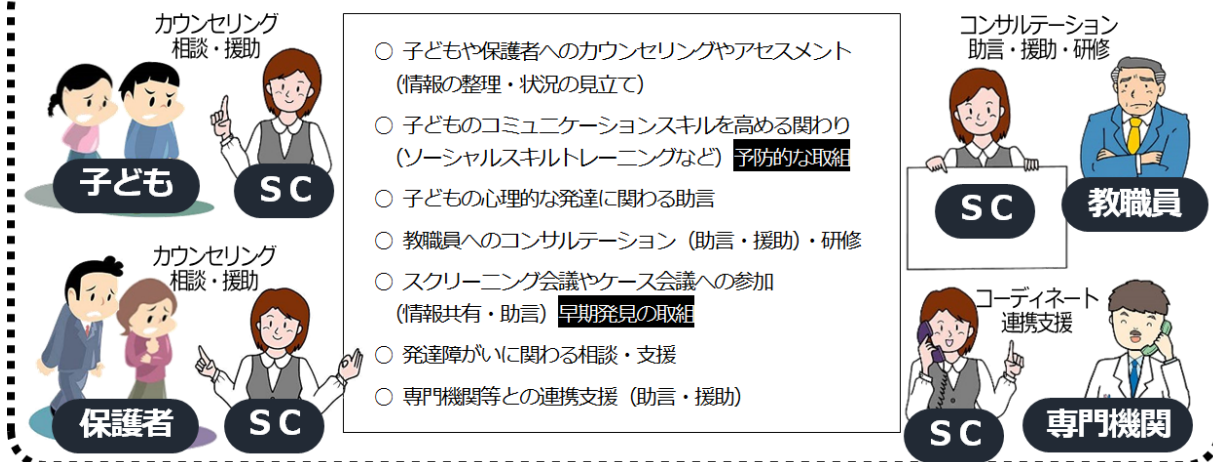 カウンセリング
相談・援助
子ども
SC
カウンセリング
相談・援助
保護者
SC
○ 子どもや保護者へのカウンセリングやアセスメント
(情報の整理・状況の見立て)
○ 子どものコミュニケーションスキルを高める関わり
(ソーシャルスキルトレーニングなど) 予防的な取組
○ 子どもの心理的な発達に関わる助言
○ 教職員へのコンサルテーション(助言・援助)・研修
○ スクリーニング会議やケース会議への参加
(情報共有・助言) 早期発見の取組
○ 発達障がいに関わる相談・支援
○ 専門機関等との連携支援(助言・援助)
コンサルテーション
助言・援助・研修
SC
教職員
コーディネート
連携支援
SC
専門機関